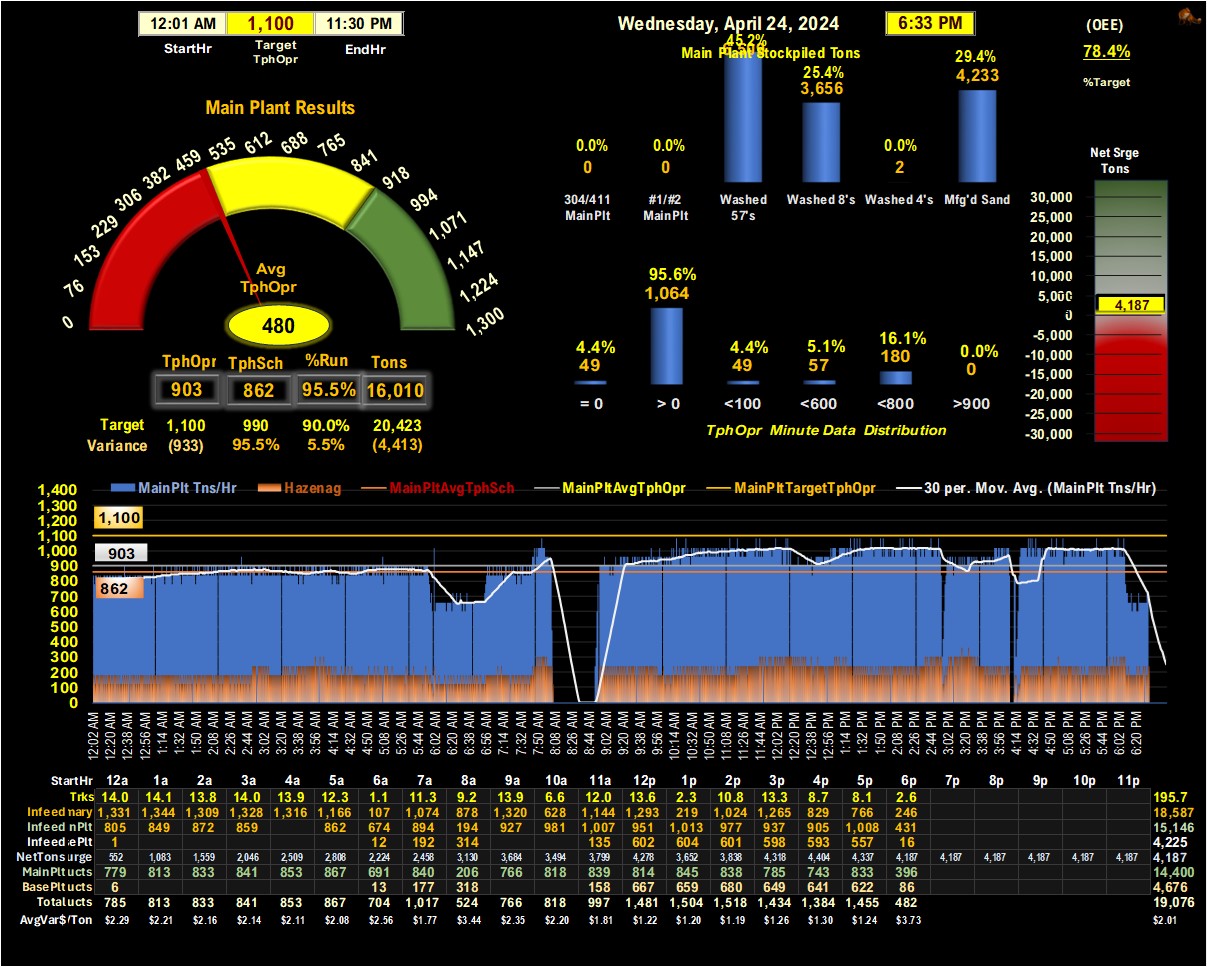 12:01 AM 1,100 11:30 PM
StartHr Target TphOpr EndHr
Wednesday, April 24, 2024
6:33 PM
(OEE)
78.4%
%Target
Main Plant Stockpiled Tons
45.2%
25.4%
3,656
29.4%
4,233
0.0% 0.0% 0.0%
0 0 2
304/411 MainPlt #1/#2 MainPlt Washed 57's Washed 8's Washed 4's Mfg'd Sand
Main Plant Results
0 76 153 229 306 382 459 535 612 688 765 841 918 994 1,071 1,147 1,224 1,300
Avg
TphOpr
480
TphOpr TphSch %Run Tons
903 862 95.5% 16,010
Target 1,100 990 90.0% 20,423
Variance (933) 95.5% 5.5% (4,413)
4.4% 95.6% 4.4% 5.1% 16.1% 0.0%
49 1,064 49 57 180 0
= 0 > 0 <100 <600 <800 >900
TphOpr Minute Data Distribution
Net Srge
Tons
30,000
25,000
20,000
15,000
10,000
5,000
0
-5,000
-10,000
-15,000
-20,000
-25,000
-30,000
4,187
MainPlt Tns/Hr Hazenag MainPltAvgTphSch MainPltAvgTphOpr MainPltTargetTphOpr 30 per. Mov. Avg. (MainPlt Tns/Hr)
1,400
1,300
1,200
1,100
1,000
900
800
700
600
500
400
300
200
100
0
1,100
903
862
12:02 AM 12:20 AM 12:38 AM 12:56 AM 1:14 AM 1:32 AM 1:50 AM 2:08 AM 2:26 AM 2:44 AM 3:02 AM 3:20 AM 3:38 AM 3:56 AM 4:14 AM 4:32 AM 4:50 AM 5:08 AM 5:26 AM 5:44 AM 6:02 AM 6:20 AM 6:38 AM 6:56 AM 7:14 AM 7:32 AM 7:50 AM 8:08 AM 8:26 AM 8:44 AM 9:02 AM 9:20 AM 9:38 AM 9:56 AM 10:14 AM 10:32 AM 10:50 AM 11:08 AM 11:26 AM 11:44 AM 12:02 PM 12:20 PM 12:38 PM 12:56 PM 1:14 PM 1:32 PM 1:50 PM 2:08 PM 2:26 PM 2:44 PM 3:02 PM 3:20 PM 3:38 PM 3:56 PM 4:14 PM 4:32 PM 4:50 PM 5:08 PM 5:26 PM 5:44 PM 6:02 PM 6:20 PM
StartHr 12a 1a 2a 3a 4a 5a 6a 7a 8a 9a 10a 11a 12p 1p 2p 3p 4p 5p 6p 7p 8p 9p 10p 11p
Trks 14.0 14.1 13.8 14.0 13.9 12.3 1.1 11.3 9.2 13.9 6.6 12.0 13.6 2.3 10.8 13.3 8.7 8.1 2.6 195.7
Infeed mary 1,331 1,344 1,309 1,328 1,316 1,166 107 1,074 878 1,320 628 1,144 1,293 219 1,024 1,265 829 766 246 18,587
Infeed nPlt 805 849 872 859 862 674 894 194 927 981 1,007 951 1,013 977 937 905 1,008 431 15,146
Infeed ePlt 1 12 192 314 135 602 604 601 598 593 557 16 4,225
NetTons urge 552 1,083 1,559 2,046 2,509 2,808 2,224 2,458 3,130 3,684 3,494 3,799 4,278 3,652 3,838 4,318 4,404 4,337 4,187 4,187 4,187 4,187 4,187 4,187 4,187
MainPlt ucts 779 813 833 841 853 867 691 840 206 766 818 839 814 845 838 785 743 833 396 14,400
BasePlt ucts 6 13 177 318 158 667 659 680 649 641 622 86 4,676
Total ucts 785 813 833 841 853 867 704 1,017 524 766 818 997 1,481 1,504 1,518 1,434 1,384 1,455 482 19,076
AvgVar$/Ton $2.29 $2.21 $2.16 $2.14 $2.11 $2.08 $2.56 $1.77 $3.44 $2.35 $2.20 $1.81 $1.22 $1.20 $1.19 $1.26 $1.30 $1.24 $3.73 $2.01